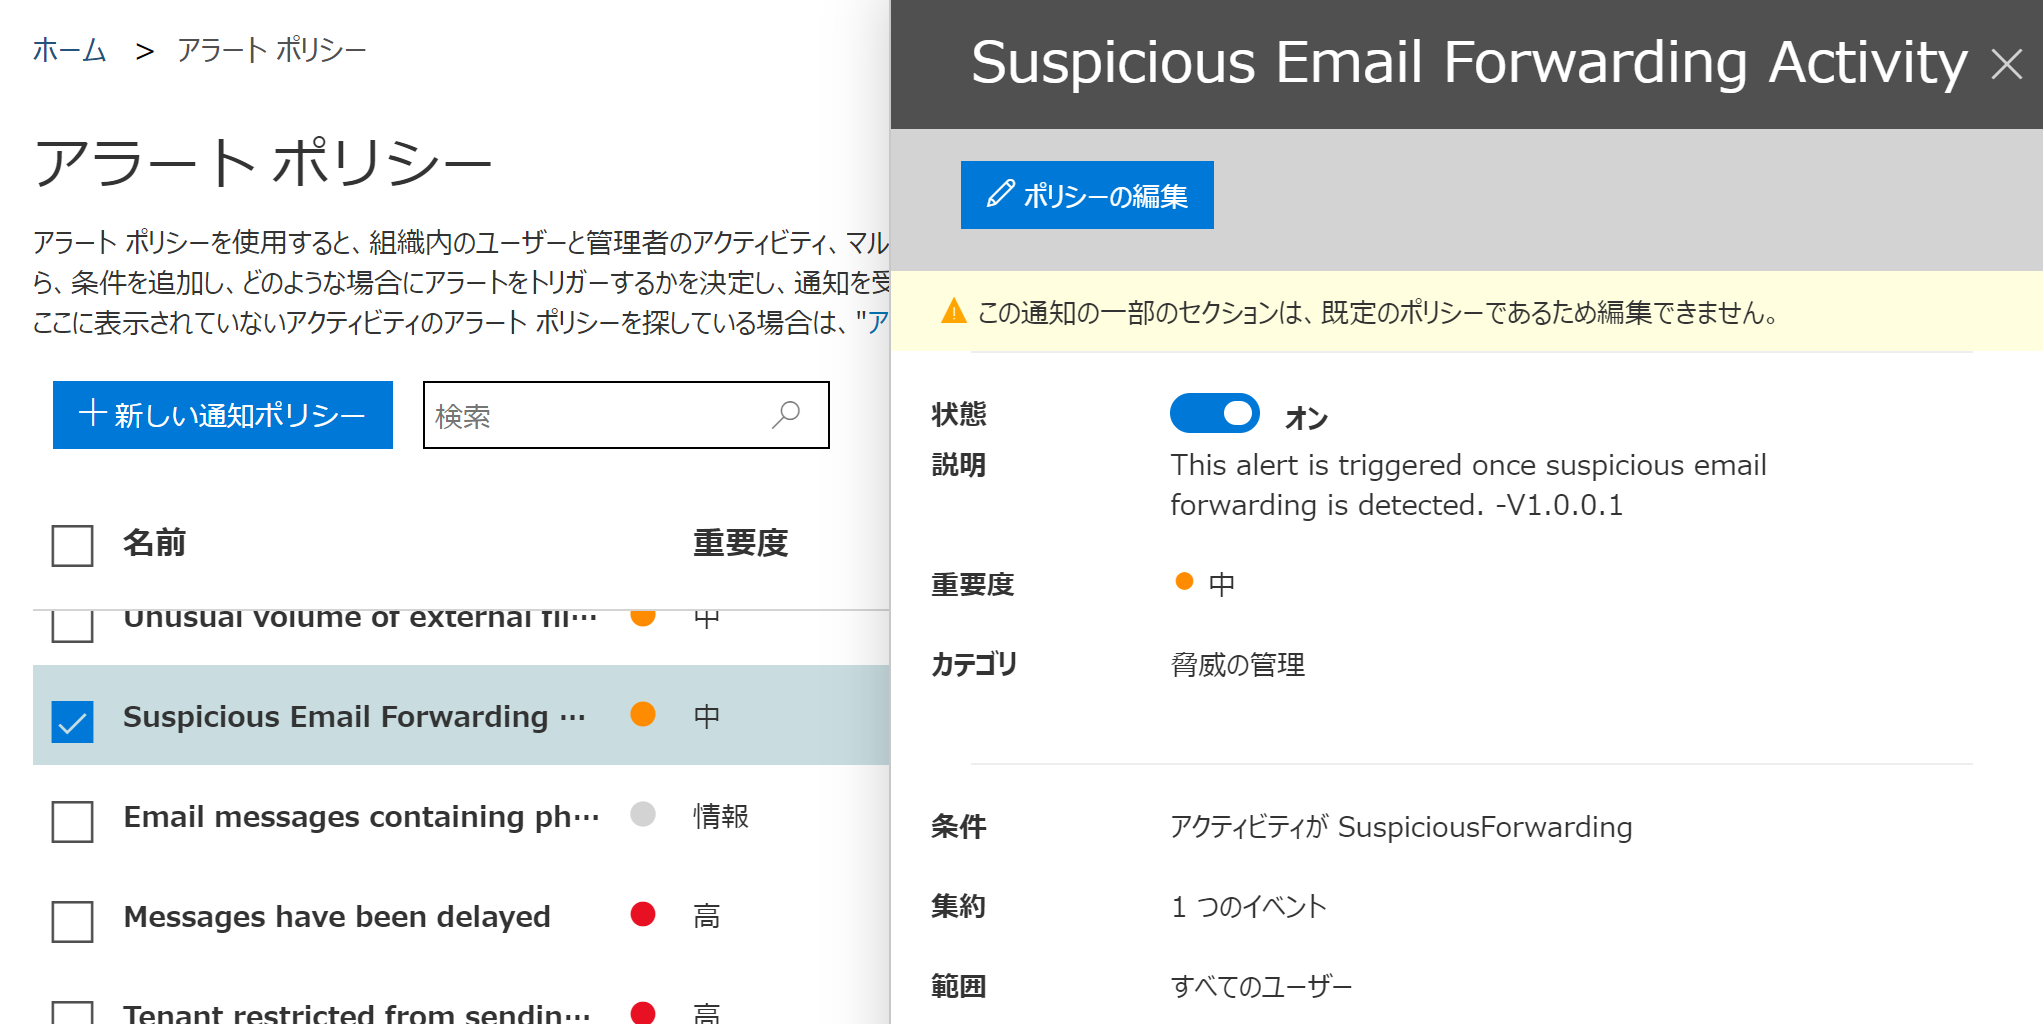 ホーム > アラート ポリシー
アラート ポリシー
アラート ポリシーを使用すると、組織内のユーザーと管理者のアクティビティ、マル
ら、条件を追加し、どのような場合にアラートをトリガーするかを決定し、通知を受
ここに表示されていないアクティビティのアラート ポリシーを探している場合は、"ア
+新しい通知ポリシー
検索
名前 重要度
Unusual volume of external fil… 中
Suspicious Email Forwarding … 中
Email messages containing ph… 情報
Messages have been delayed 高
Tenant restricted from sendin… 高
Suspicious Email Forwarding Activity
ポリシーの編集
この通知の一部のセクションは、既定のポリシーであるため編集できません。
状態 オン
説明 This alert is triggered once suspicious email
forwarding is detected. -V1.0.0.1
重要度 中
カテゴリ 脅威の管理
条件 アクティビティが SuspiciousForwarding
集約 1 つのイベント
範囲 すべてのユーザー